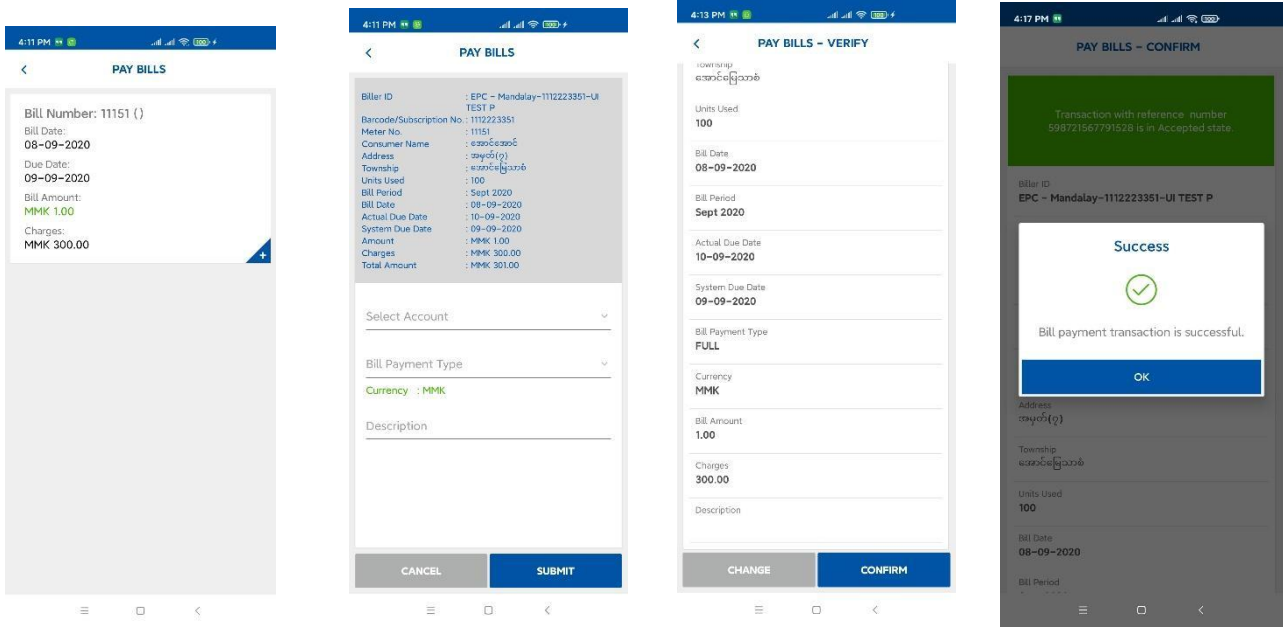 4:11 PM
PAY BILLS
Bill Number: 11151 ()
Bill Date:
08-09-2020
Due Date:
09-09-2020
Bill Amount:
MMK 1.00
Charges:
MMK 300.00
+
4:11 PM
100
PAY BILLS
Biller ID : EPC - Mandalay-1112223351-UI
TEST P
Barcode/Subscription No. : 1112223351
Meter No. : 11151
Consumer Name : အောင်အောင်
Address : အမှတ်(၇)
Township : အောင်မြေသာစံ
Units Used : 100
Bill Period : Sept 2020
Bill Date : 08-09-2020
Actual Due Date : 10-09-2020
System Due Date : 09-09-2020
Amount : MMK 1.00
Charges : MMK 300.00
Total Amount : MMK 301.00
Select Account
Bill Payment Type
Currency : MMK
Description
CANCEL SUBMIT
4:13 PM
100
PAY BILLS - VERIFY
Township
အောင်မြေသာစံ
Units Used
100
Bill Date
08-09-2020
Bill Period
Sept 2020
Actual Due Date
10-09-2020
System Due Date
09-09-2020
Bill Payment Type
FULL
Currency
MMK
Bill Amount
1.00
Charges
300.00
Description
CHANGE CONFIRM
4:17 PM
100
PAY BILLS - CONFIRM
Transaction with reference number
598721567791528 is in Accepted state.
Biller ID
EPC - Mandalay-1112223351-UI TEST P
Success
Bill payment transaction is successful.
OK
Address
အမှတ်(၇)
Township
အောင်မြေသာစံ
Units Used
100
Bill Date
08-09-2020
Bill Period